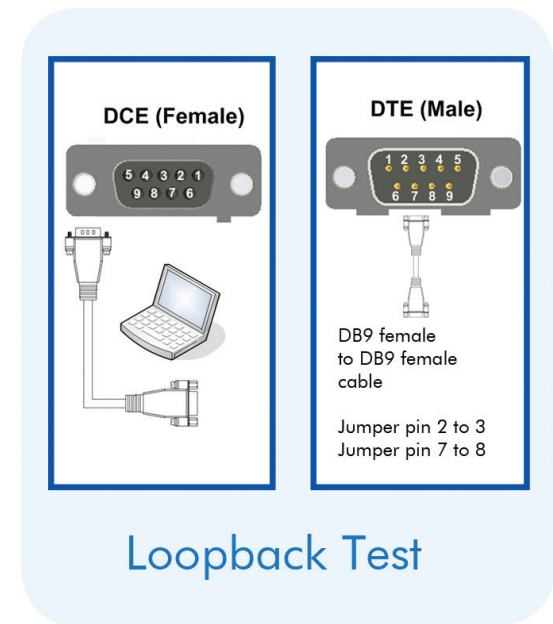 DCE (Female)
5 4 3 2 1
9 8 7 6
DTE (Male)
1 2 3 4 5
6 7 8 9
DB9 female
to DB9 female
cable
Jumper pin 2 to 3
Jumper pin 7 to 8
Loopback Test